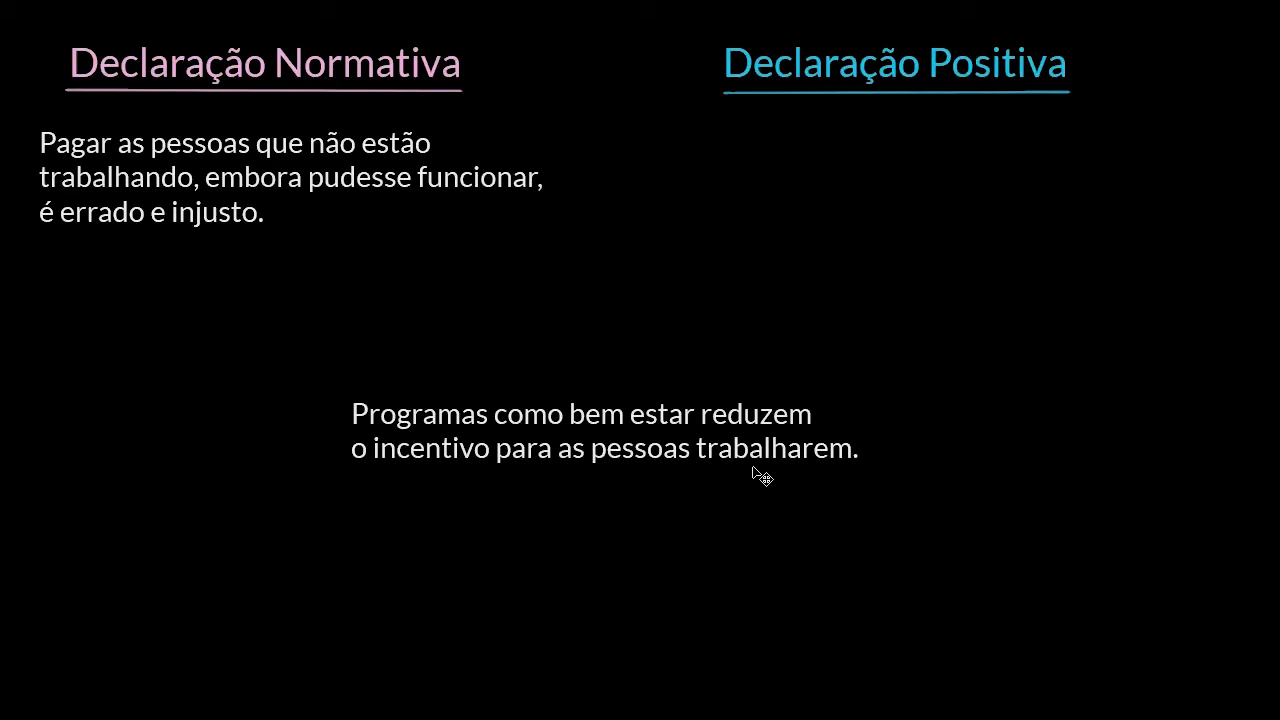 Declaração Normativa
Declaração Positiva
Pagar as pessoas que não estão
trabalhando, embora pudesse funcionar,
é errado e injusto.
Programas como bem estar reduzem
o incentivo para as pessoas trabalharem.